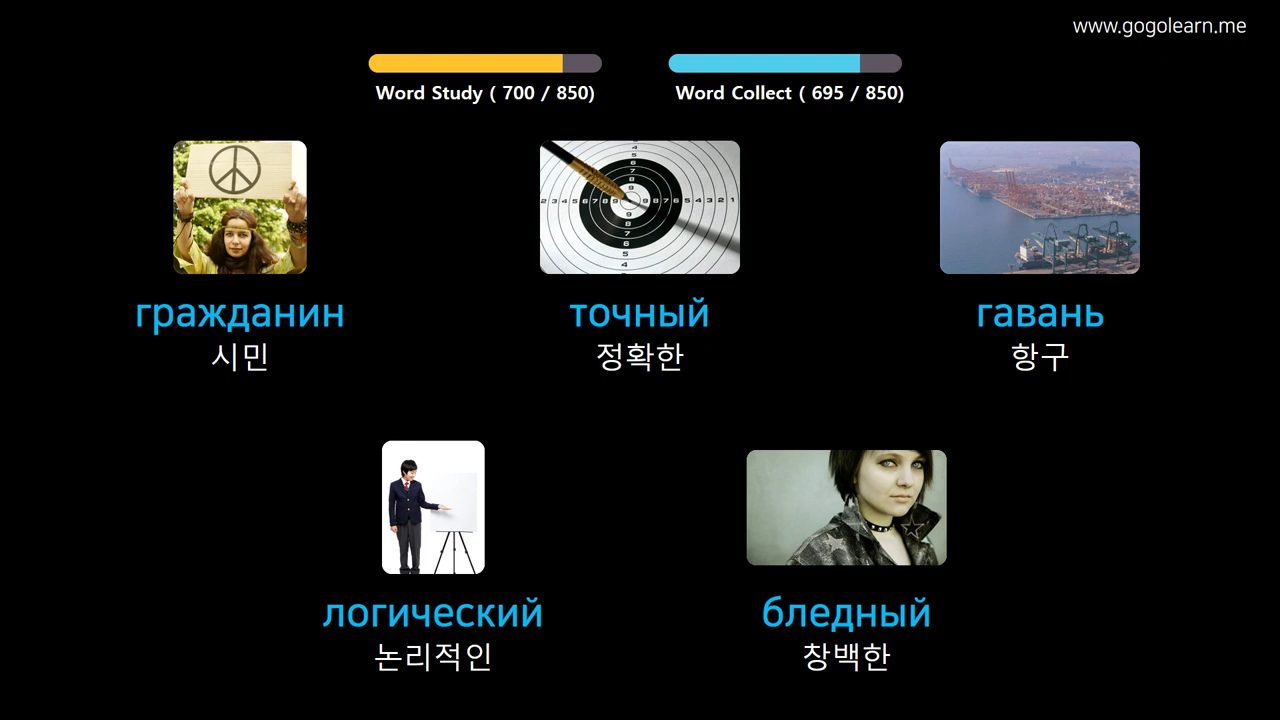 www.gogolearn.me
Word Study ( 700 / 850)
Word Collect ( 695 / 850)
гражданин
시민
точный
정확한
гавань
항구
логический
논리적인
бледный
창백한